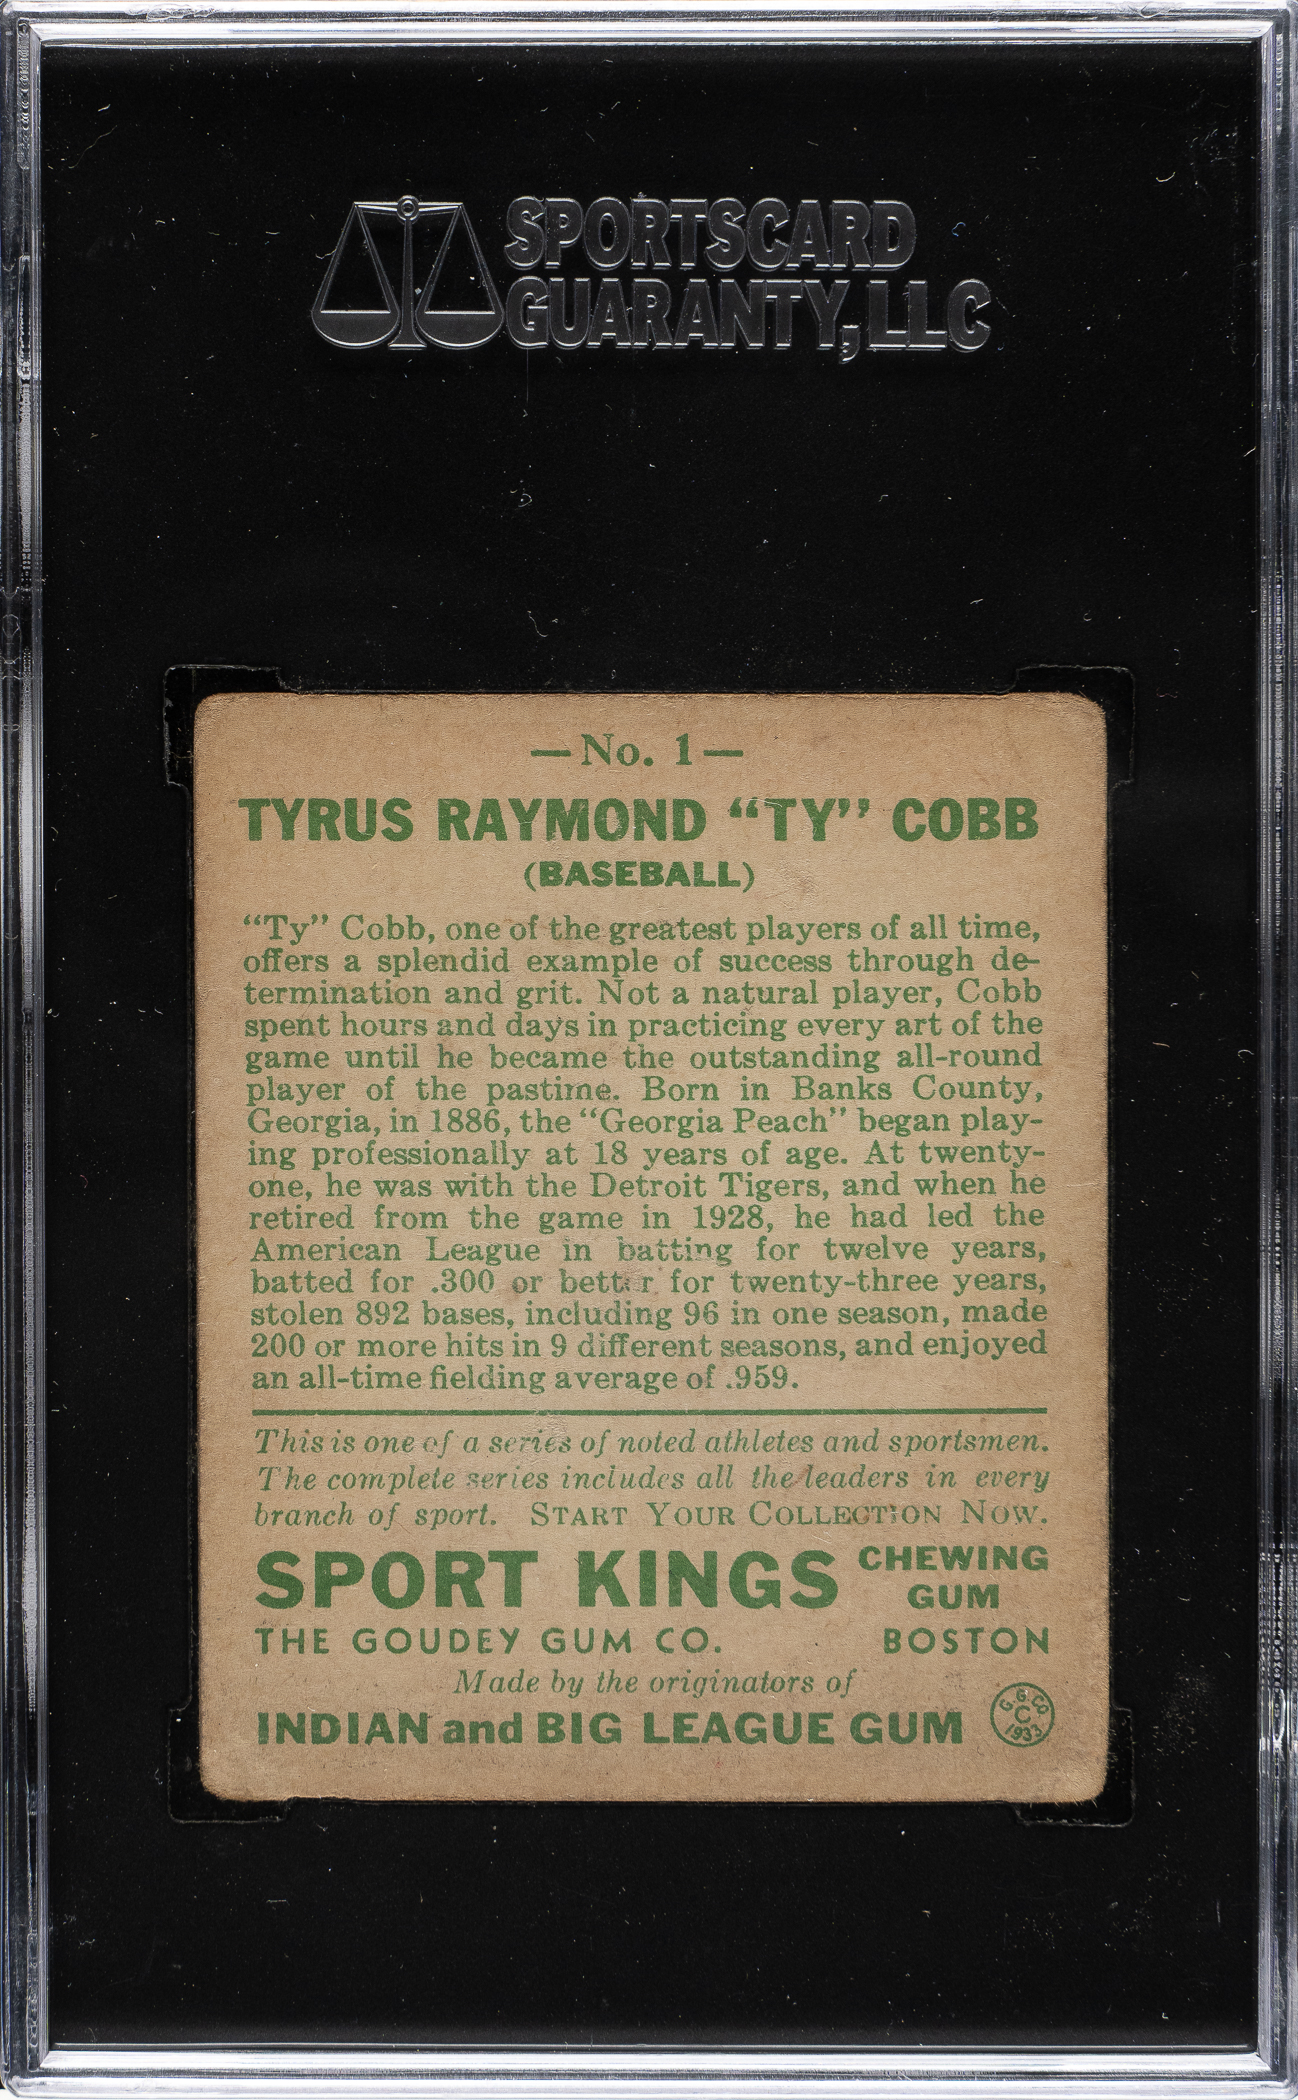 SPORTSCARD
GUARANTY, LLC
—No. 1—
TYRUS RAYMOND “TY” COBB
(BASEBALL)
“Ty” Cobb, one of the greatest players of all time,
offers a splendid example of success through de-
termination and grit. Not a natural player, Cobb
spent hours and days in practicing every art of the
game until he became the outstanding all-round
player of the pastime. Born in Banks County,
Georgia, in 1886, the “Georgia Peach” began play-
ing professionally at 18 years of age. At twenty-
one, he was with the Detroit Tigers, and when he
retired from the game in 1928, he had led the
American League in batting for twelve years,
batted for .300 or better for twenty-three years,
stolen 892 bases, including 96 in one season, made
200 or more hits in 9 different seasons, and enjoyed
an all-time fielding average of .959.
This is one of a series of noted athletes and sportsmen.
The complete series includes all the leaders in every
branch of sport. START YOUR COLLECTION NOW.
SPORT KINGS CHEWING GUM
THE GOUDEY GUM CO. BOSTON
Made by the originators of
INDIAN and BIG LEAGUE GUM
G. G. CO.
C
1933